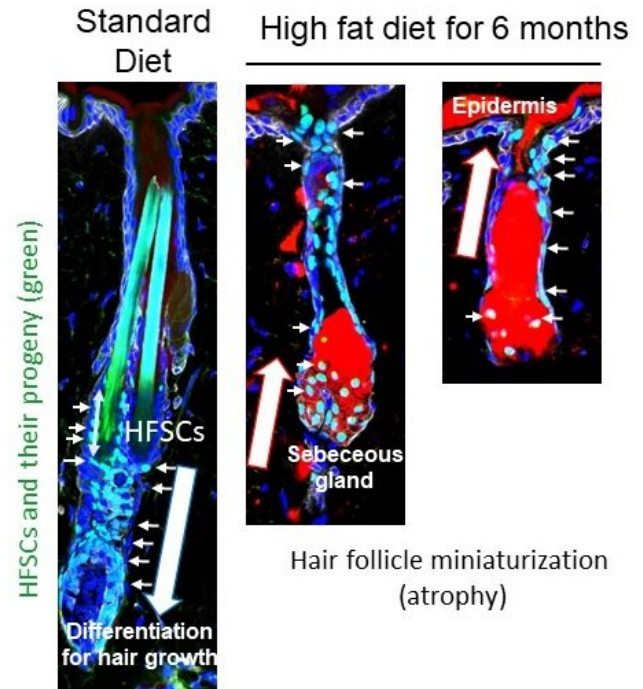 Standard
Diet
High fat diet for 6 months
HFSCs and their progeny (green)
Epidermis
HFSCs
Sebeceous
gland
Differentiation
for hair growth
Hair follicle miniaturization
(atrophy)